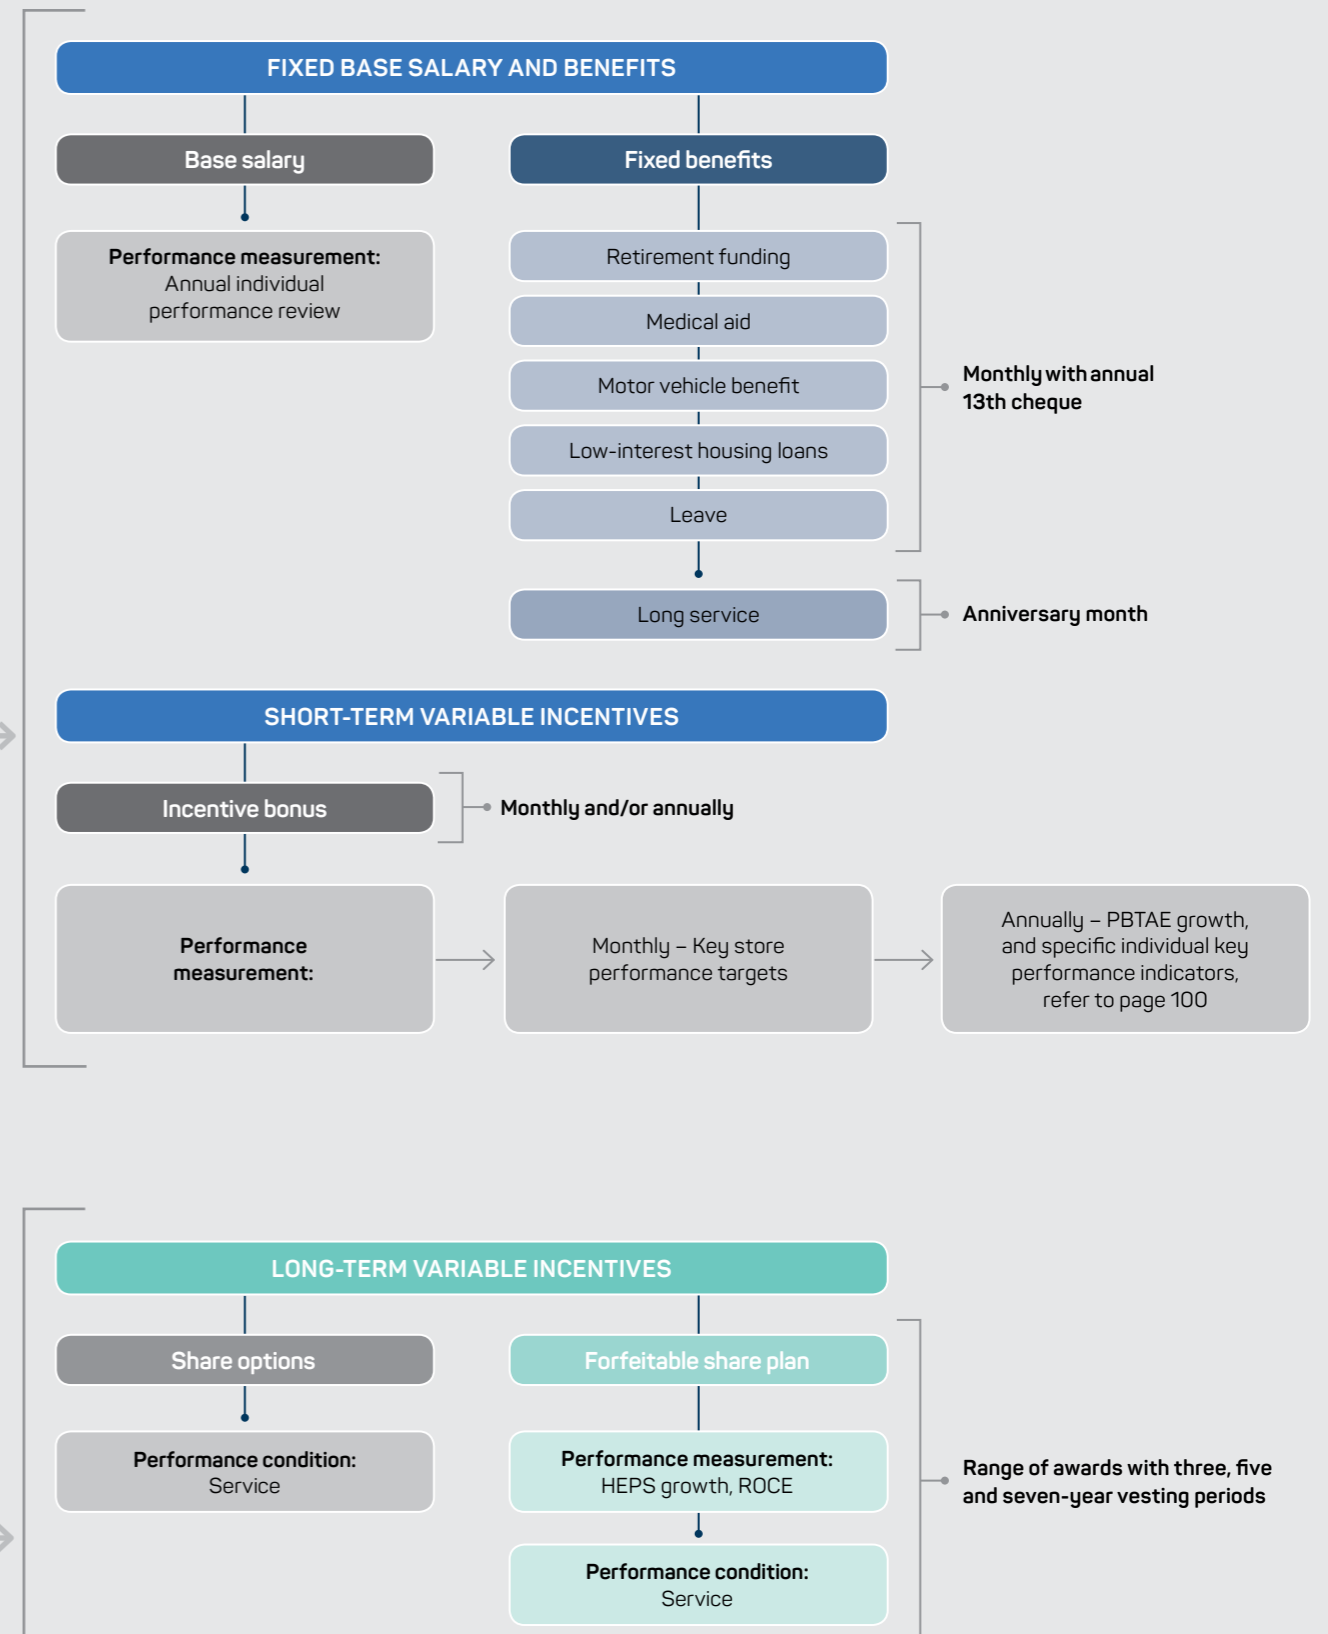 FIXED BASE SALARY AND BENEFITS
Base salary
Performance measurement:
Annual individual
performance review
Fixed benefits
Retirement funding
Medical aid
Motor vehicle benefit
Low-interest housing loans
Leave
Monthly with annual
13th cheque
Long service
Anniversary month
SHORT-TERM VARIABLE INCENTIVES
Incentive bonus
Monthly and/or annually
Performance
measurement:
Monthly – Key store
performance targets
Annually – PBTAE growth,
and specific individual key
performance indicators,
refer to page 100
LONG-TERM VARIABLE INCENTIVES
Share options
Performance condition:
Service
Forfeitable share plan
Performance measurement:
HEPS growth, ROCE
Performance condition:
Service
Range of awards with three, five
and seven-year vesting periods